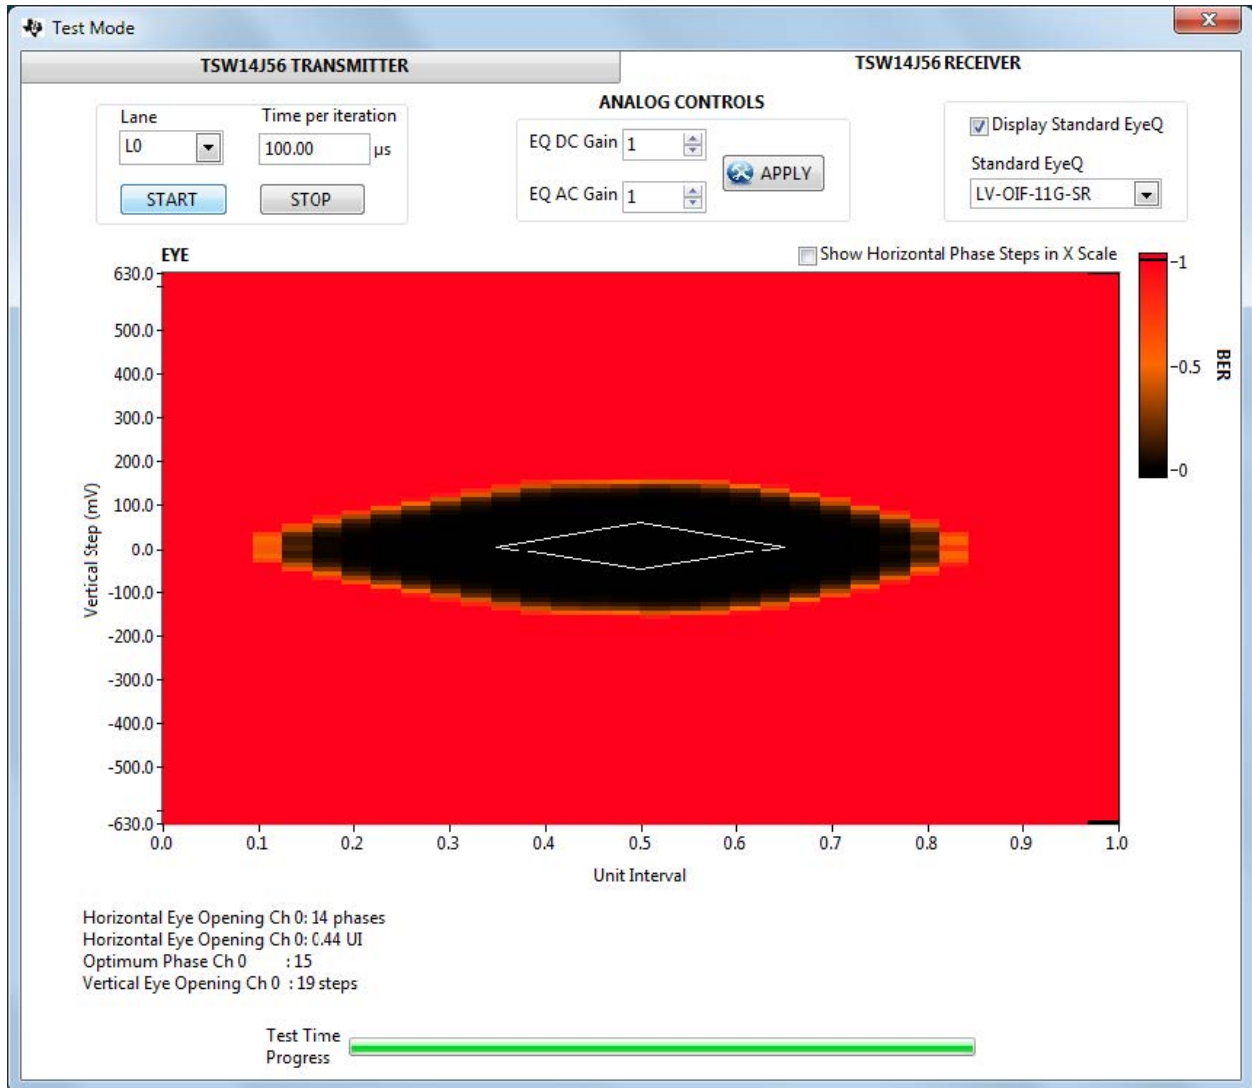 Test Mode
TSW14J56 TRANSMITTER
TSW14J56 RECEIVER
Lane
Time per iteration
L0
100.00 µs
START
STOP
ANALOG CONTROLS
EQ DC Gain 1
EQ AC Gain 1
APPLY
Display Standard EyeQ
Standard EyeQ
LV-OIF-11G-SR
EYE
Show Horizontal Phase Steps in X Scale
630.0
500.0
400.0
300.0
200.0
100.0
0.0
-100.0
-200.0
-300.0
-400.0
-500.0
-630.0
Vertical Step (mV)
0.0 0.1 0.2 0.3 0.4 0.5 0.6 0.7 0.8 0.9 1.0
Unit Interval
1
0.5
0
BER
Horizontal Eye Opening Ch 0: 14 phases
Horizontal Eye Opening Ch 0: 0.44 UI
Optimum Phase Ch 0 : 15
Vertical Eye Opening Ch 0 : 19 steps
Test Time
Progress